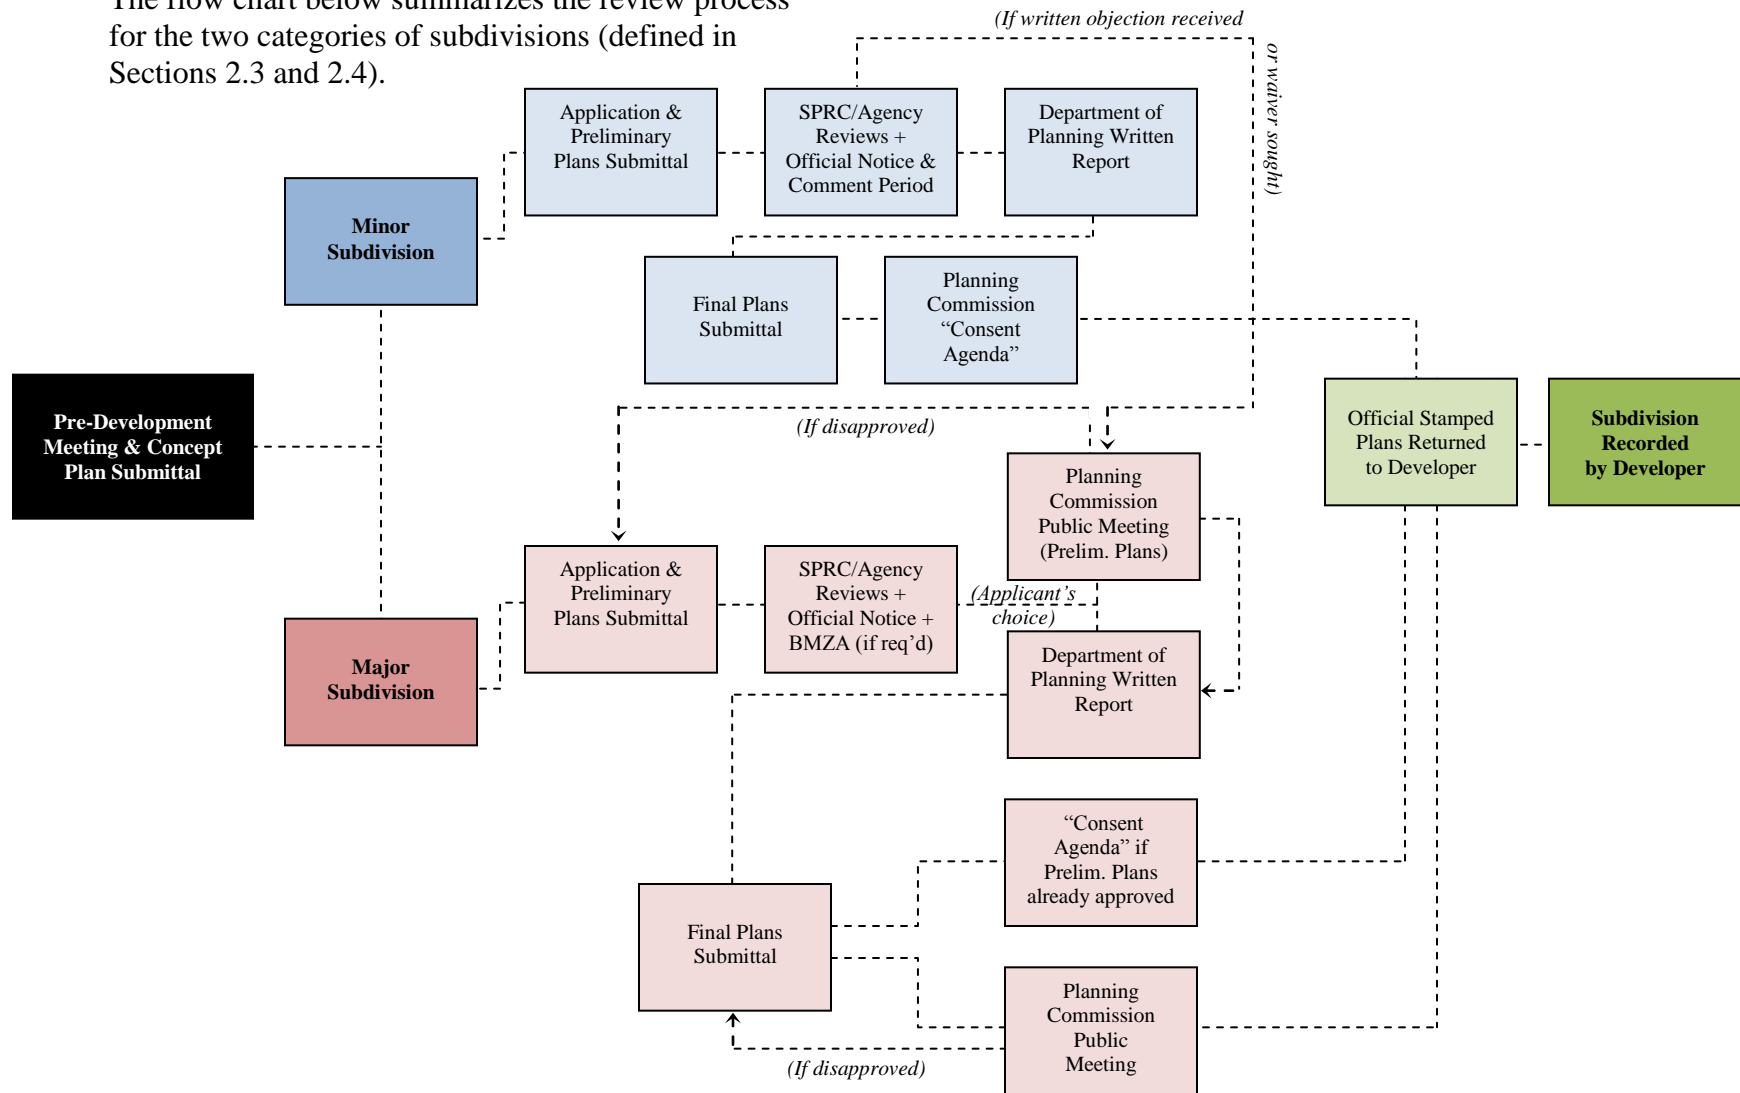 The flow chart below summarizes the review process
for the two categories of subdivisions (defined in
Sections 2.3 and 2.4).
(If written objection received
or waiver sought)
Application &
Preliminary
Plans Submittal
SPRC/Agency
Reviews +
Official Notice &
Comment Period
Department of
Planning Written
Report
Minor
Subdivision
Final Plans
Submittal
Planning
Commission
“Consent
Agenda”
Pre-Development
Meeting & Concept
Plan Submittal
(If disapproved)
Official Stamped
Plans Returned
to Developer
Subdivision
Recorded
by Developer
Planning
Commission
Public Meeting
(Prelim. Plans)
Application &
Preliminary
Plans Submittal
SPRC/Agency
Reviews +
Official Notice +
BMZA (if req’d)
(Applicant’s
choice)
Major
Subdivision
Department of
Planning Written
Report
“Consent
Agenda” if
Prelim. Plans
already approved
Final Plans
Submittal
Planning
Commission
Public
Meeting
(If disapproved)